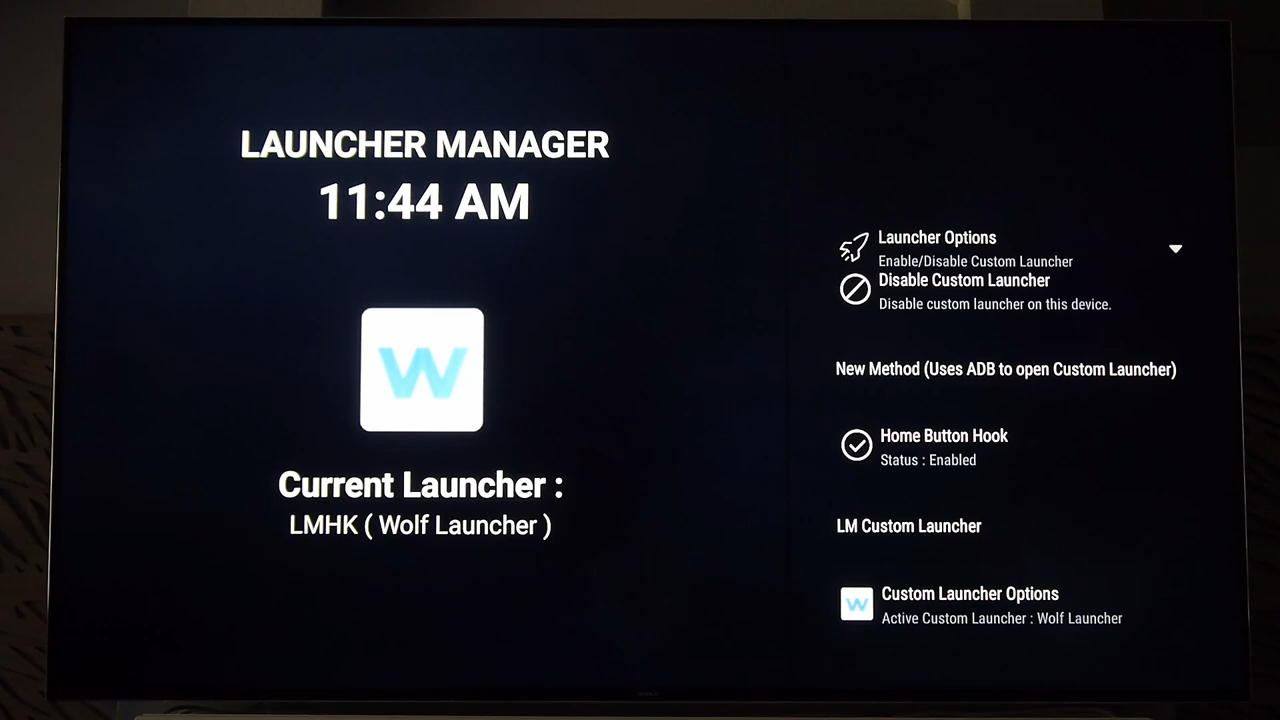 LAUNCHER MANAGER
11:44 AM
W
Current Launcher :
LMHK ( Wolf Launcher )
Launcher Options
Enable/Disable Custom Launcher
Disable Custom Launcher
Disable custom launcher on this device.
New Method (Uses ADB to open Custom Launcher)
Home Button Hook
Status : Enabled
LM Custom Launcher
W
Custom Launcher Options
Active Custom Launcher : Wolf Launcher